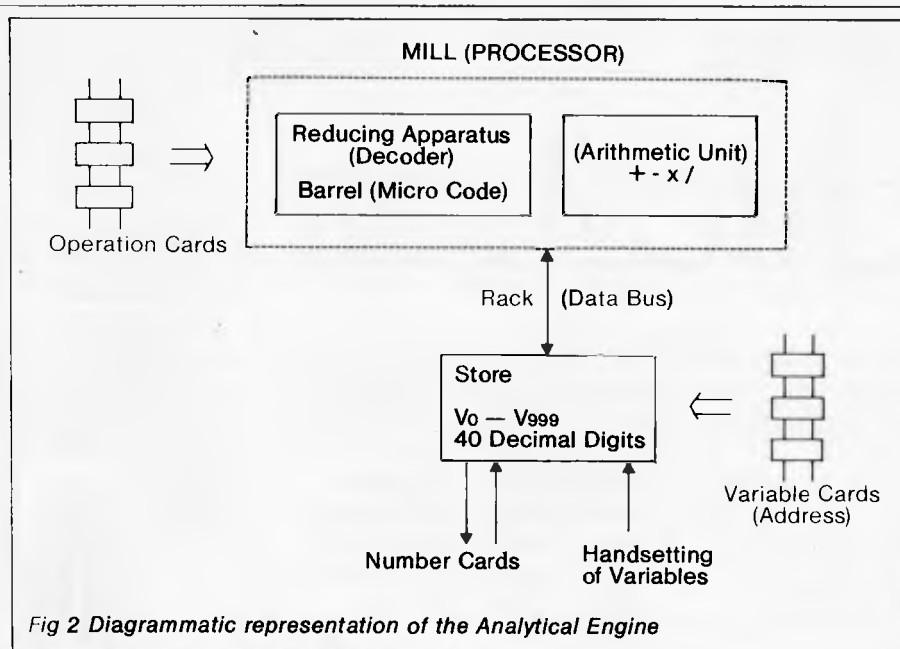 MILL (PROCESSOR)
Reducing Apparatus
(Decoder)
Barrel (Micro Code)
(Arithmetic Unit)
+ - x /
Operation Cards
Rack (Data Bus)
Store
V0 — V999
40 Decimal Digits
Variable Cards
(Address)
Number Cards
Handsetting
of Variables
Fig 2 Diagrammatic representation of the Analytical Engine